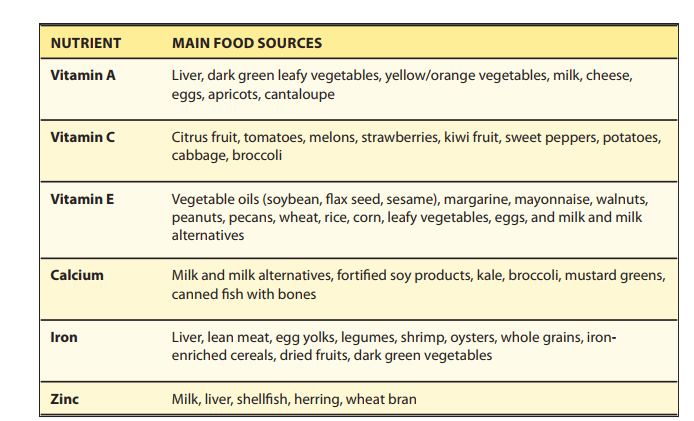 NUTRIENT MAIN FOOD SOURCES
Vitamin A Liver, dark green leafy vegetables, yellow/orange vegetables, milk, cheese,
eggs, apricots, cantaloupe
Vitamin C Citrus fruit, tomatoes, melons, strawberries, kiwi fruit, sweet peppers, potatoes,
cabbage, broccoli
Vitamin E Vegetable oils (soybean, flax seed, sesame), margarine, mayonnaise, walnuts,
peanuts, pecans, wheat, rice, corn, leafy vegetables, eggs, and milk and milk
alternatives
Calcium Milk and milk alternatives, fortified soy products, kale, broccoli, mustard greens,
canned fish with bones
Iron Liver, lean meat, egg yolks, legumes, shrimp, oysters, whole grains, iron-
enriched cereals, dried fruits, dark green vegetables
Zinc Milk, liver, shellfish, herring, wheat bran